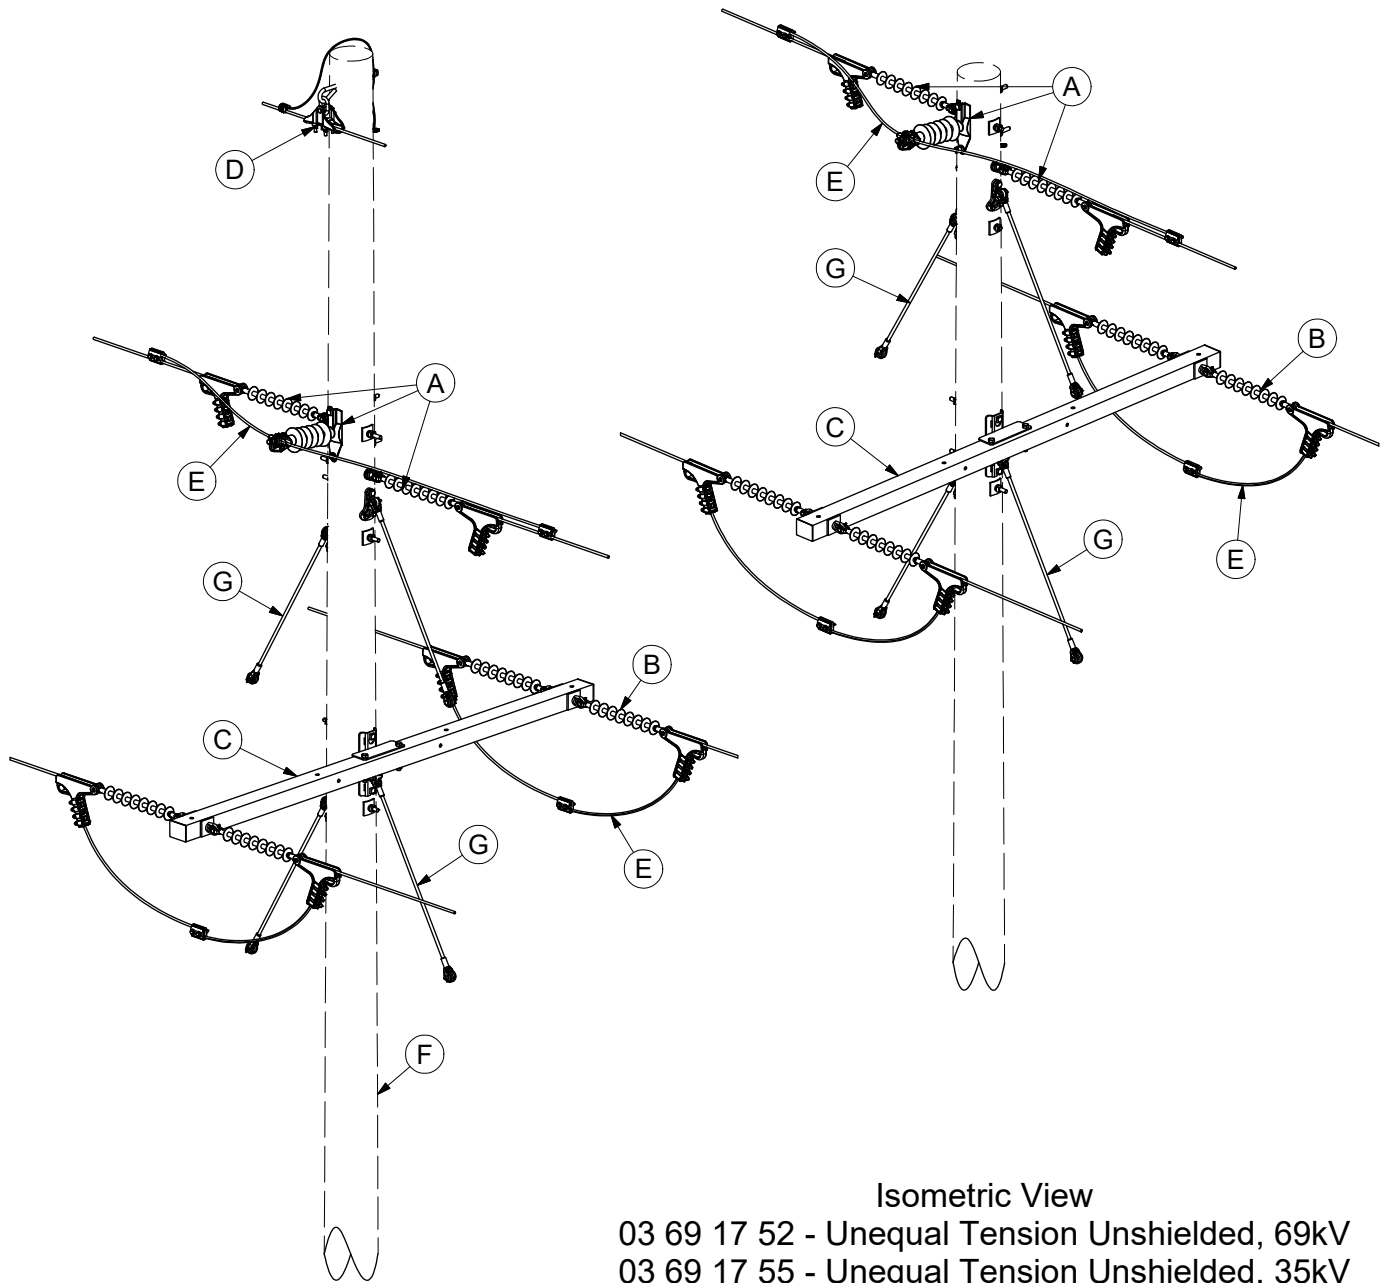 D
A
E
G
B
C
E
G
A
E
G
B
C
G
E
F
Isometric View
03 69 17 52 - Unequal Tension Unshielded, 69kV
03 69 17 55 - Unequal Tension Unshielded, 35kV